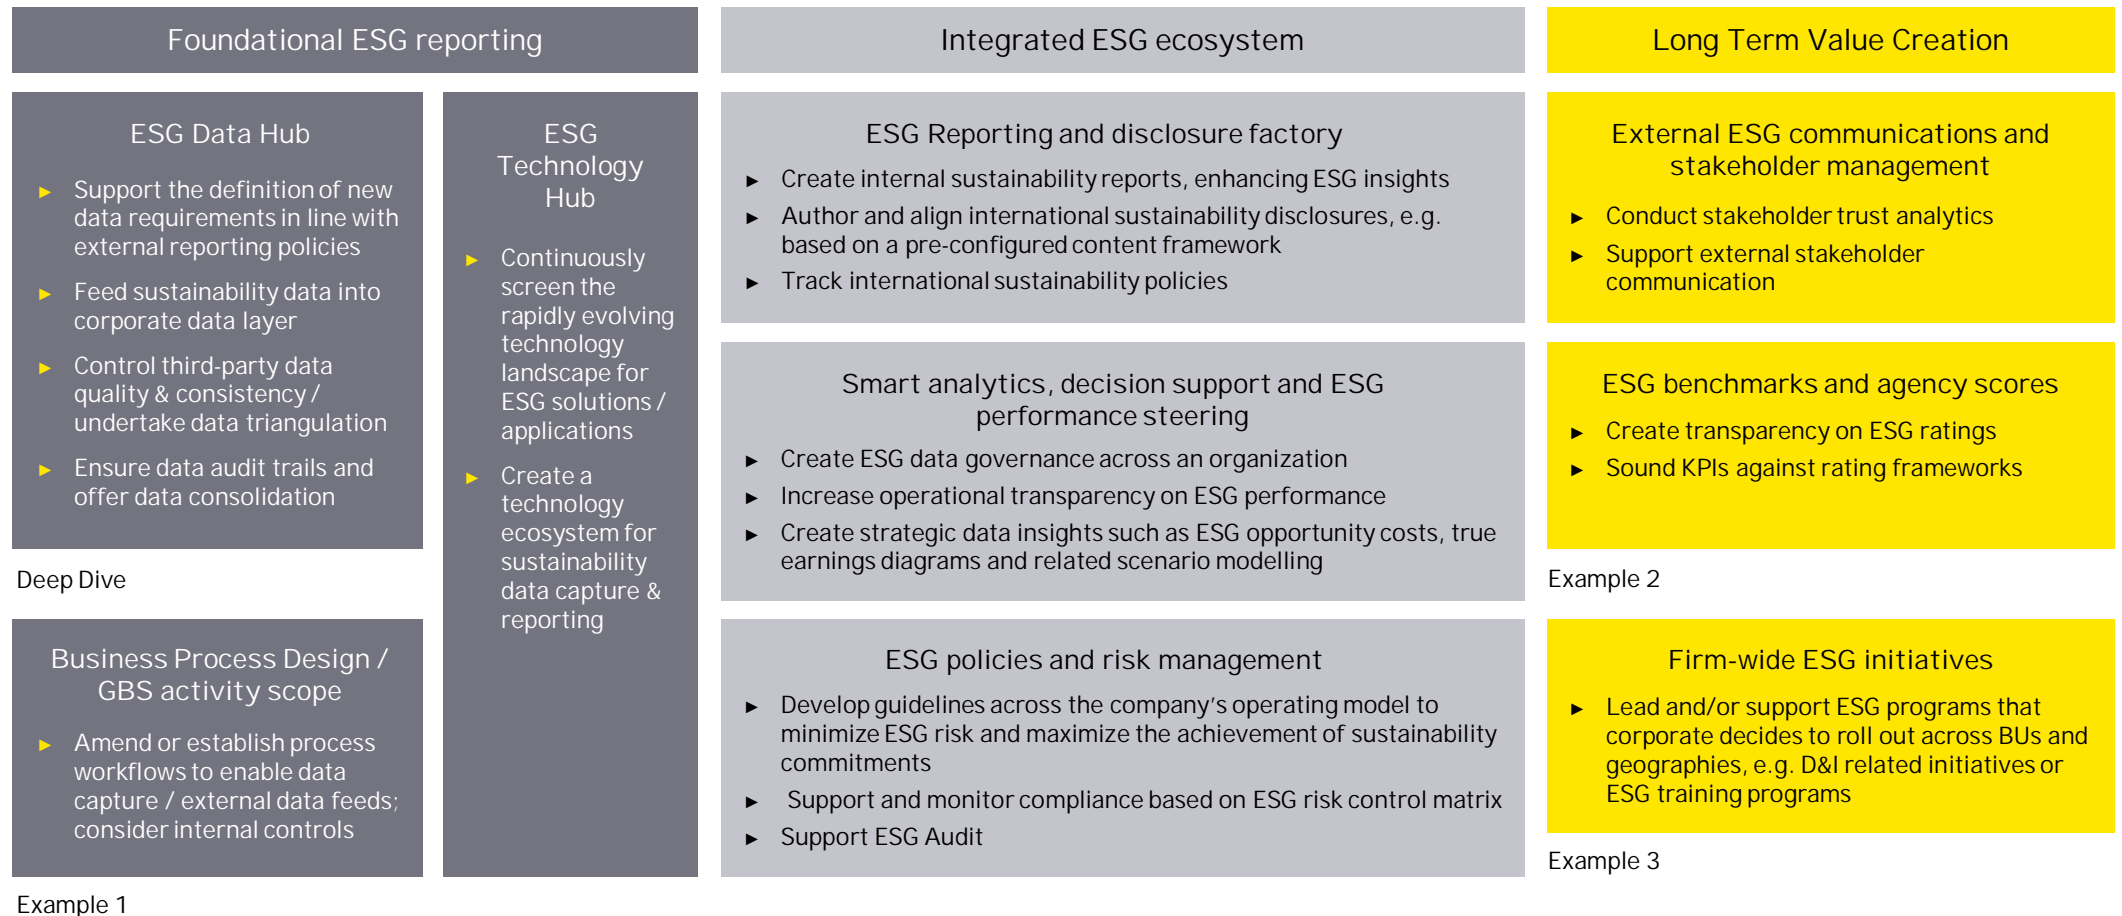 Foundational ESG reporting
ESG Data Hub
► Support the definition of new
data requirements in line with
external reporting policies
► Feed sustainability data into
corporate data layer
► Control third-party data
quality & consistency /
undertake data triangulation
► Ensure data audit trails and
offer data consolidation
Deep Dive
Business Process Design /
GBS activity scope
► Amend or establish process
workflows to enable data
capture / external data feeds;
consider internal controls
Example 1
ESG
Technology
Hub
► Continuously
screen the
rapidly evolving
technology
landscape for
ESG solutions /
applications
► Create a
technology
ecosystem for
sustainability
data capture &
reporting
Integrated ESG ecosystem
ESG Reporting and disclosure factory
► Create internal sustainability reports, enhancing ESG insights
► Author and align international sustainability disclosures, e.g.
based on a pre-configured content framework
► Track international sustainability policies
Smart analytics, decision support and ESG
performance steering
► Create ESG data governance across an organization
► Increase operational transparency on ESG performance
► Create strategic data insights such as ESG opportunity costs, true
earnings diagrams and related scenario modelling
ESG policies and risk management
► Develop guidelines across the company's operating model to
minimize ESG risk and maximize the achievement of sustainability
commitments
► Support and monitor compliance based on ESG risk control matrix
► Support ESG Audit
Long Term Value Creation
External ESG communications and
stakeholder management
► Conduct stakeholder trust analytics
► Support external stakeholder
communication
ESG benchmarks and agency scores
► Create transparency on ESG ratings
► Sound KPIs against rating frameworks
Example 2
Firm-wide ESG initiatives
► Lead and/or support ESG programs that
corporate decides to roll out across BUs and
geographies, e.g. D&I related initiatives or
ESG training programs
Example 3